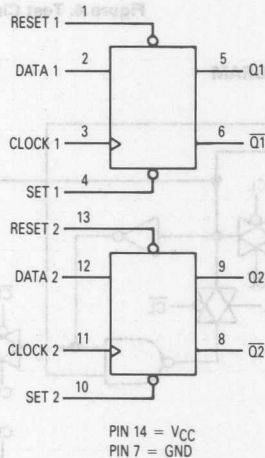 RESET 1 1
DATA 1 2 5 Q1
CLOCK 1 3 6 Q1
SET 1 4
RESET 2 13
DATA 2 12 9 Q2
CLOCK 2 11 8 Q2
SET 2 10
PIN 14 = VCC
PIN 7 = GND